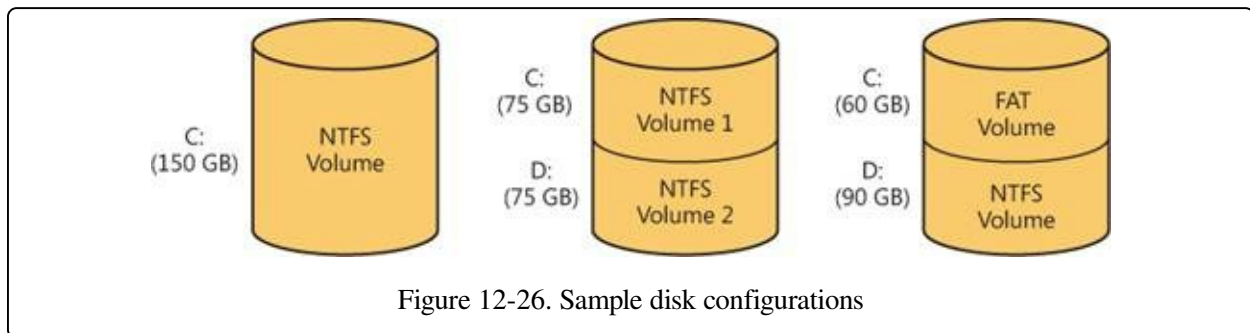 C:
(150 GB)
NTFS
Volume
C:
(75 GB)
NTFS
Volume 1
D:
(75 GB)
NTFS
Volume 2
C:
(60 GB)
FAT
Volume
D:
(90 GB)
NTFS
Volume
Figure 12-26. Sample disk configurations